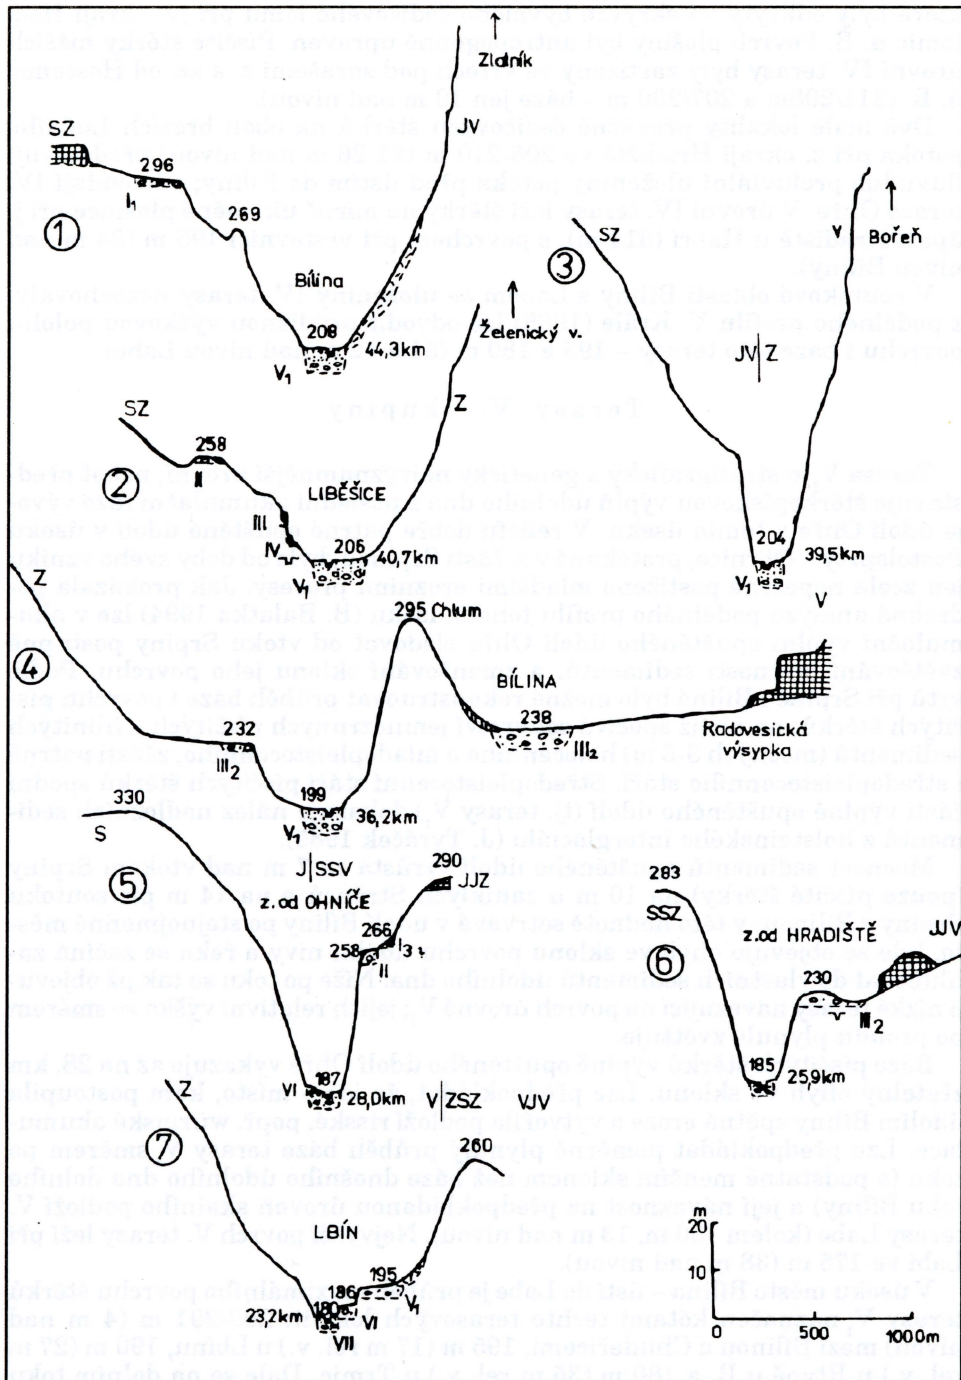 Zlatník
SZ
JV
296
I₁
269
1
Bílina
208
V₁
44,3km
Bořeň
SZ
V
3
JV Z
204
V₁
39,5km
V
Želenický
SZ
Z
258
II
2
LIBĚŠICE
III
IV
206
V₁
40,7km
Z
4
295 Chlum
BÍLINA
232
III₂
238
III₂
Radovesická
výsypka
199
V₁
36,2km
330
S
5
J SSV
z. od OHNIČE
290
JJZ
266
I₃
258
II
187
VI
28,0km
283
SSZ
6
z. od HRADIŠTĚ
JJV
230
III₂
185
25,9km
Z
7
V ZSZ
VJV
260
LBÍN
195
186
180
V₁
VI
VII
23,2km
m
20
10
0
0
500
1000m